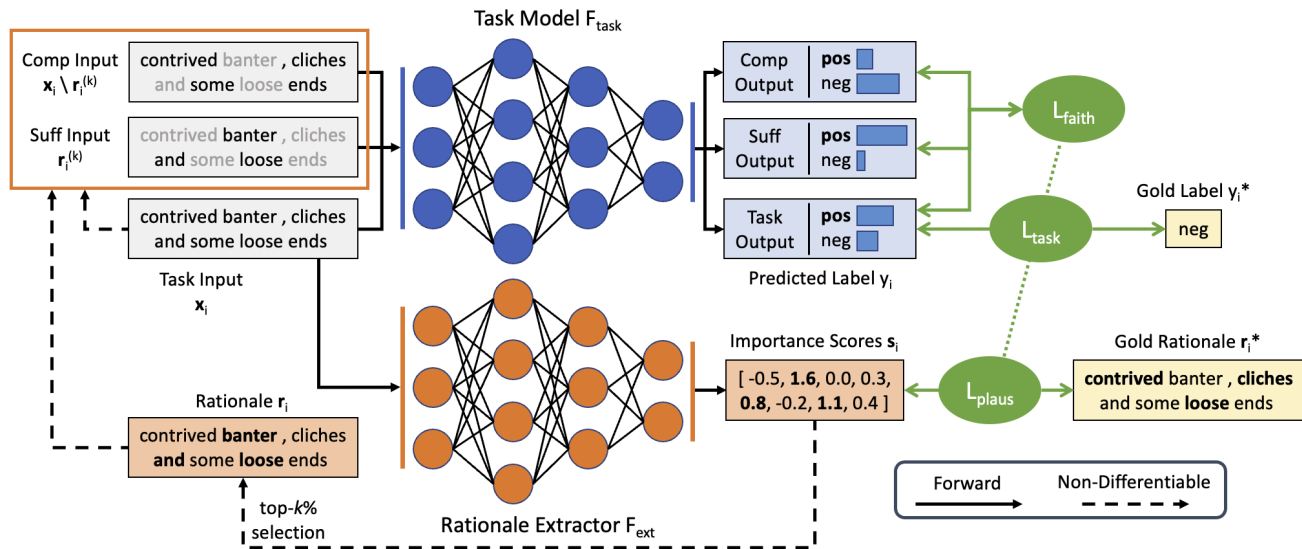 Task Model F_task
Comp Input
x_i \ r_i^(k)
contrived banter , cliches
and some loose ends
Suff Input
r_i^(k)
contrived banter , cliches
and some loose ends
contrived banter , cliches
and some loose ends
Task Input
x_i
Comp
Output
pos
neg
Suff
Output
pos
neg
Task
Output
pos
neg
Predicted Label y_i
L_faith
L_task
L_plaus
Gold Label y_i*
neg
Importance Scores s_i
[ -0.5, 1.6, 0.0, 0.3,
0.8, -0.2, 1.1, 0.4 ]
Gold Rationale r_i*
contrived banter , cliches
and some loose ends
Rationale r_i
contrived banter , cliches
and some loose ends
top-k%
selection
Rationale Extractor F_ext
Forward
Non-Differentiable